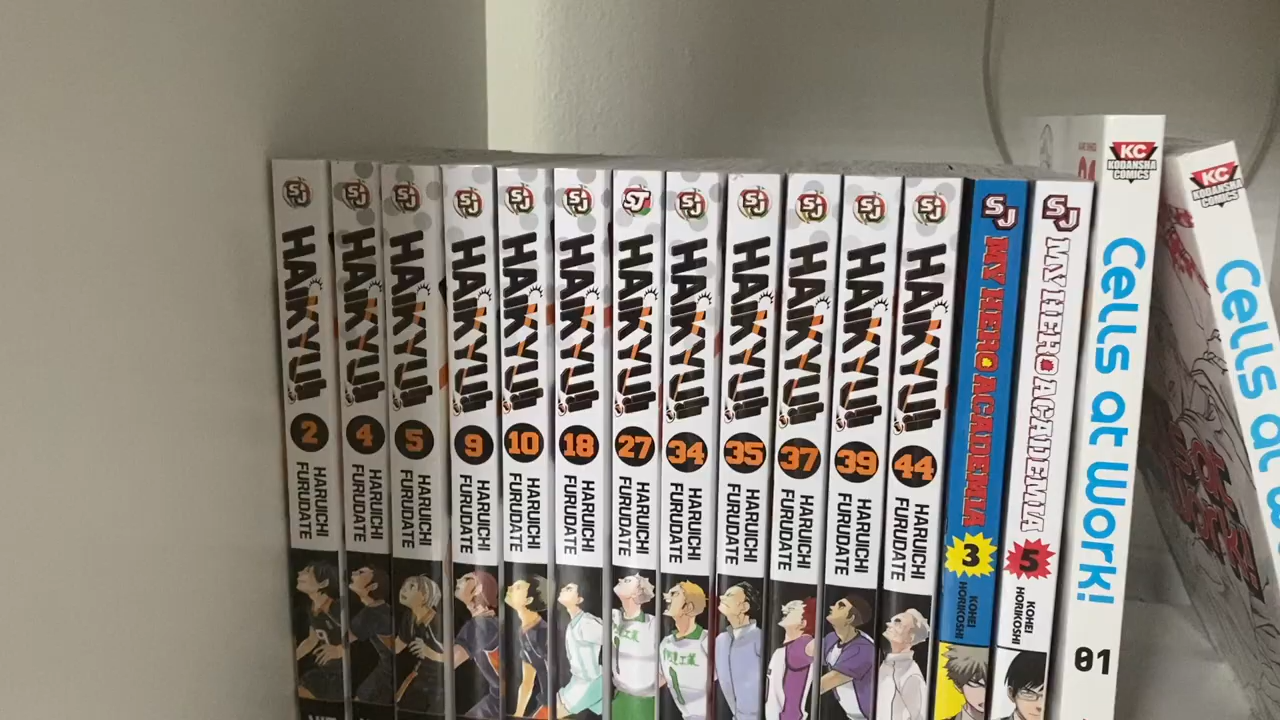 SJ
HAIKYU!!
2
HARUICHI
FURUDATE
SJ
HAIKYU!!
4
HARUICHI
FURUDATE
SJ
HAIKYU!!
5
HARUICHI
FURUDATE
SJ
HAIKYU!!
9
HARUICHI
FURUDATE
SJ
HAIKYU!!
10
HARUICHI
FURUDATE
SJ
HAIKYU!!
18
HARUICHI
FURUDATE
SJ
HAIKYU!!
27
HARUICHI
FURUDATE
SJ
HAIKYU!!
34
HARUICHI
FURUDATE
SJ
HAIKYU!!
35
HARUICHI
FURUDATE
SJ
HAIKYU!!
37
HARUICHI
FURUDATE
SJ
HAIKYU!!
39
HARUICHI
FURUDATE
SJ
HAIKYU!!
44
HARUICHI
FURUDATE
SJ
MY HERO ACADEMIA
3
KOHEI
HORIKOSHI
SJ
MY HERO ACADEMIA
5
KOHEI
HORIKOSHI
KC
KODANSHA
COMICS
Cells at Work!
01
KC
KODANSHA
COMICS
Cells at